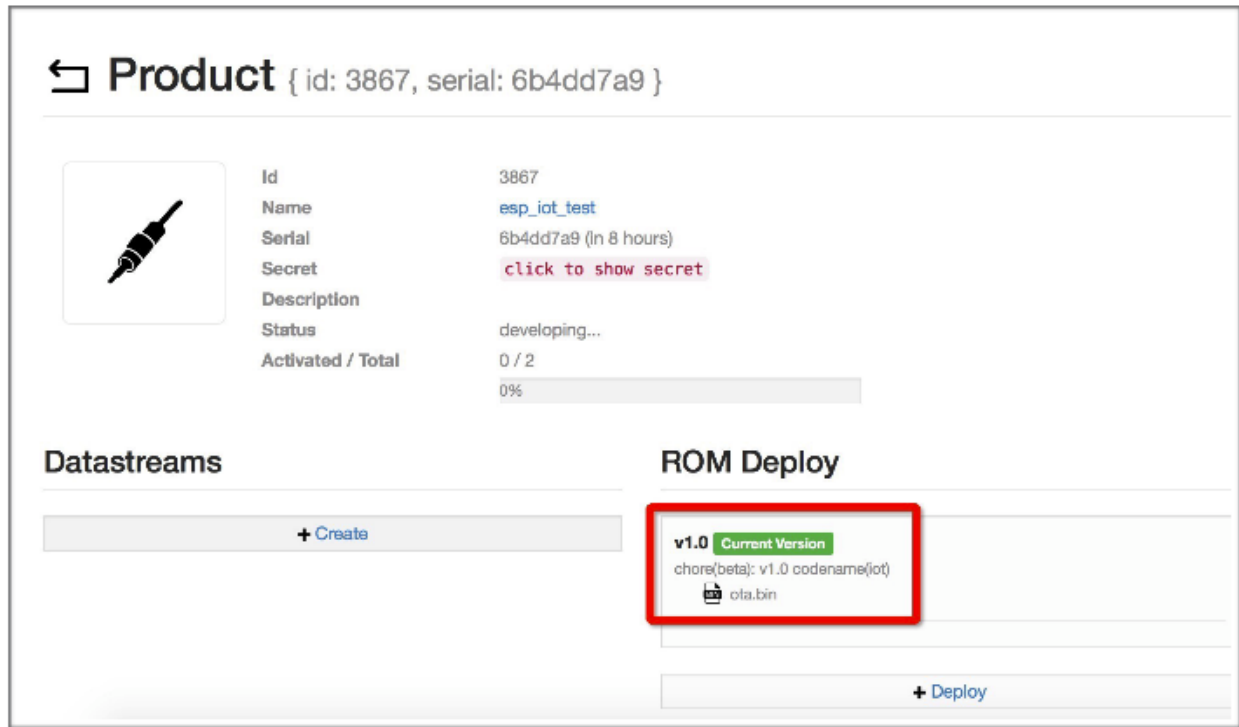 Product { id: 3867, serial: 6b4dd7a9 }
Id 3867
Name esp_iot_test
Serial 6b4dd7a9 (in 8 hours)
Secret click to show secret
Description
Status developing...
Activated / Total 0 / 2
0%
Datastreams
+ Create
ROM Deploy
v1.0 Current Version
chore(beta): v1.0 codename(iot)
ota.bin
+ Deploy